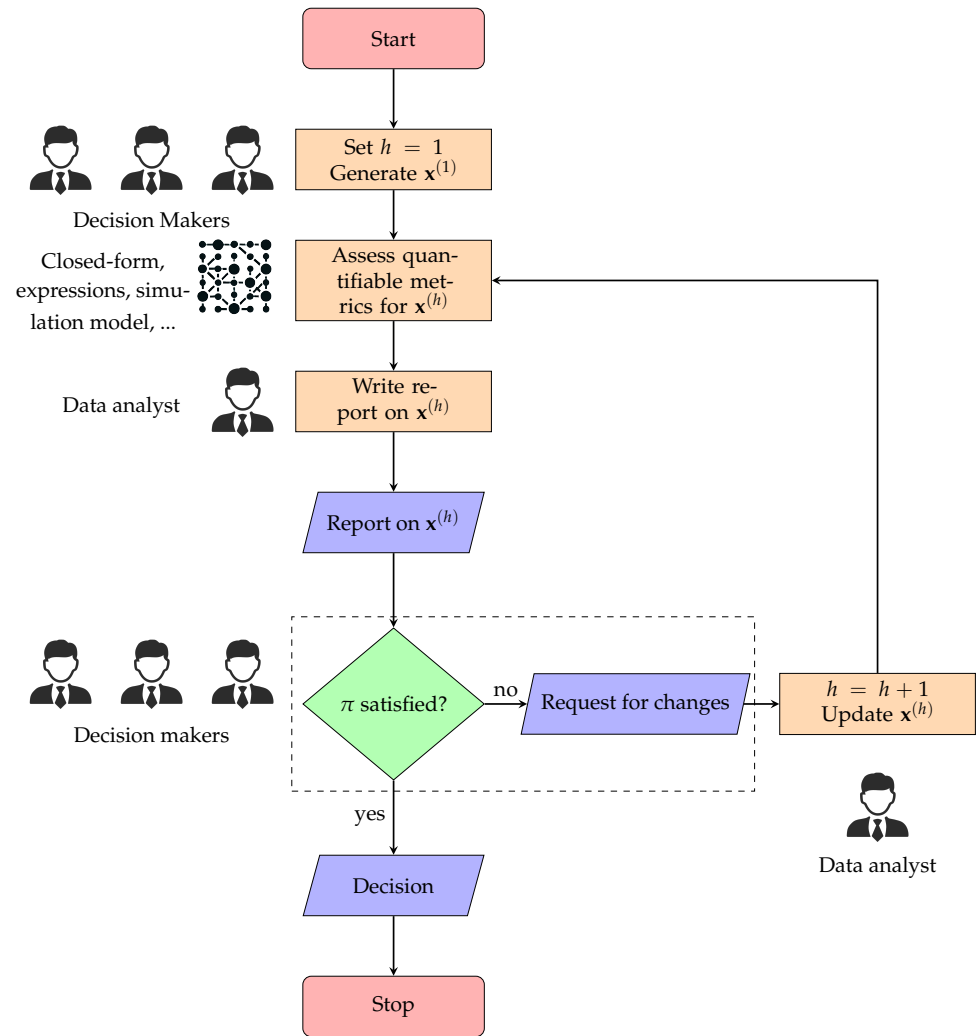 Start
Set h = 1
Generate x^(1)
Decision Makers
Closed-form,
expressions, simu-
lation model, ...
Assess quan-
tifiable met-
rics for x^(h)
Data analyst
Write re-
port on x^(h)
Report on x^(h)
Decision makers
π satisfied?
no
Request for changes
h = h + 1
Update x^(h)
yes
Data analyst
Decision
Stop